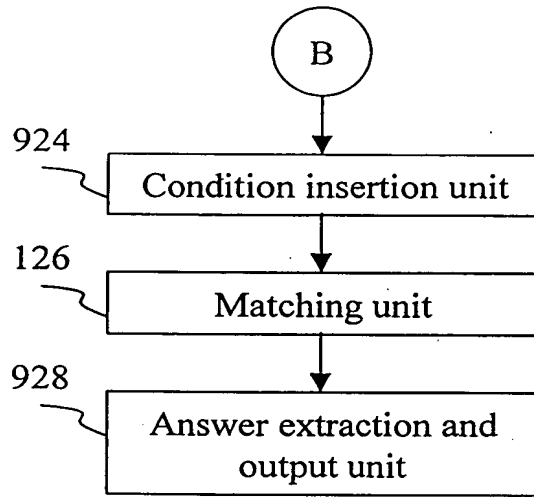 B
924
Condition insertion unit
126
Matching unit
928
Answer extraction and
output unit